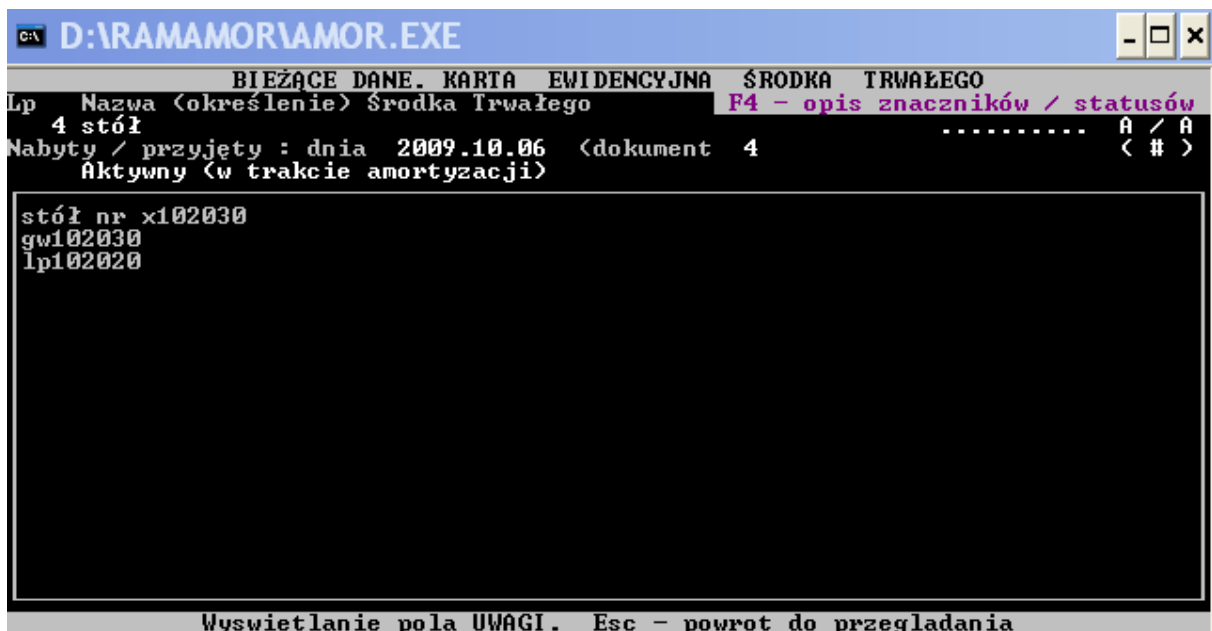 D:\RAMAMOR\AMOR.EXE
BIEŻĄCE DANE. KARTA EWIDENCYJNA ŚRODKA TRWAŁEGO
Lp Nazwa (określenie) Środka Trwałego F4 - opis znaczników / statusów
4 stół .......... A / A
Nabyty / przyjęty : dnia 2009.10.06 (dokument 4 ( # )
Aktywny (w trakcie amortyzacji)
stół nr x102030
gw102030
lp102020
Wyswietlanie pola UWAGI. Esc - powrot do przegladania